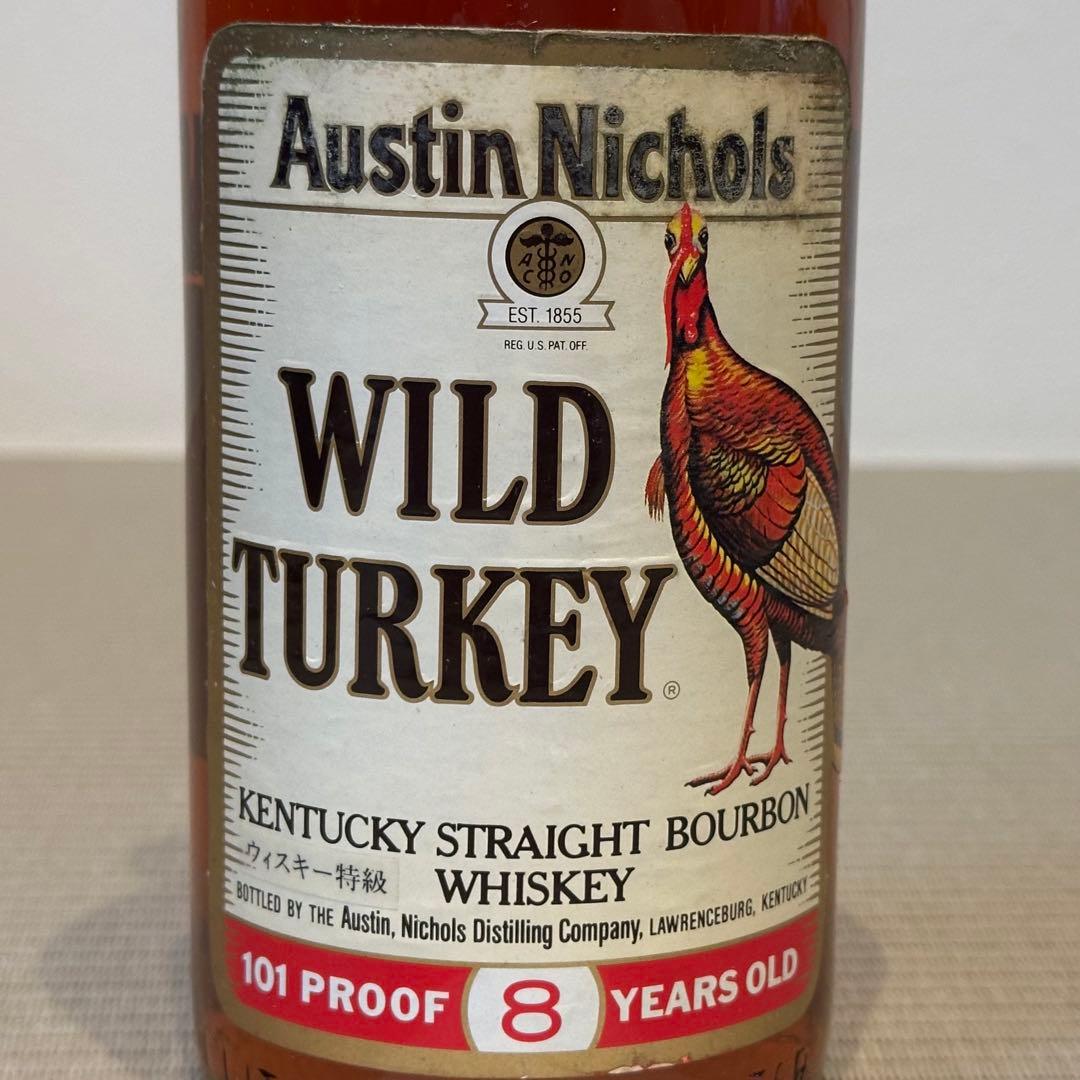 Austin Nichols
A N
C O
EST. 1855
REG. U.S. PAT. OFF.
WILD
TURKEY®
KENTUCKY STRAIGHT BOURBON
WHISKEY
ウィスキー特級
BOTTLED BY THE Austin, Nichols Distilling Company, LAWRENCEBURG, KENTUCKY
101 PROOF 8 YEARS OLD